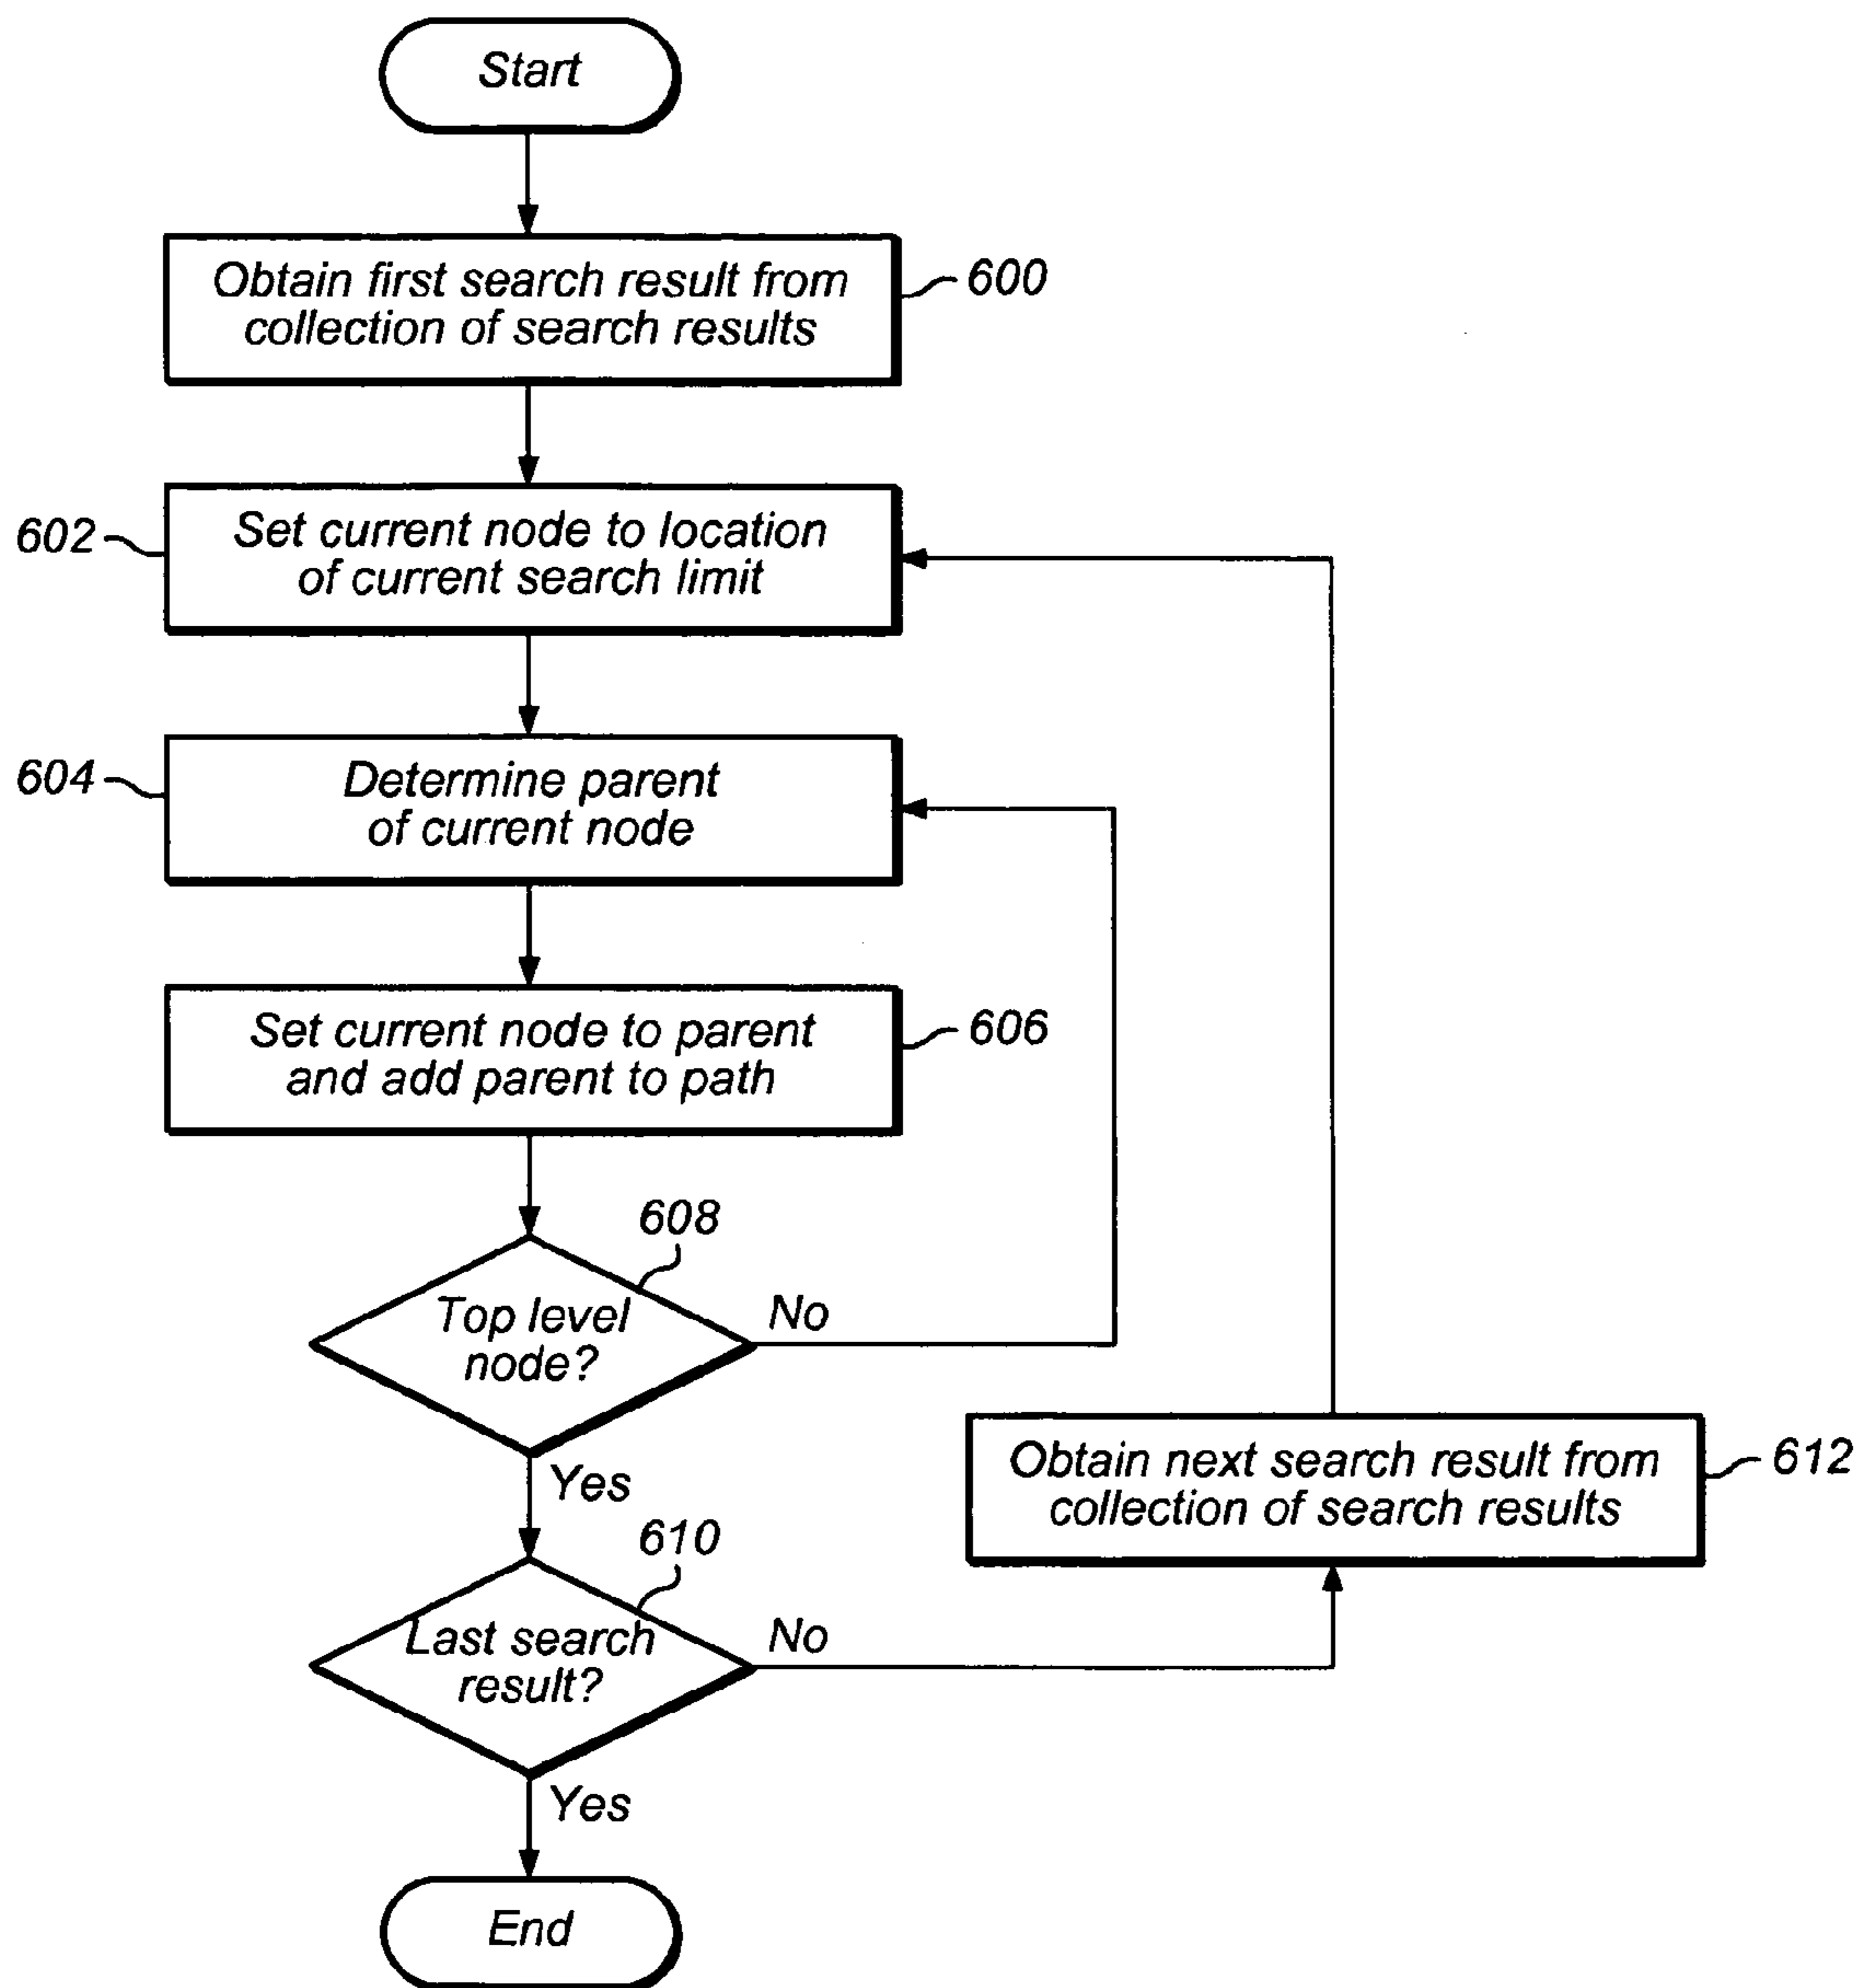 Start
Obtain first search result from
collection of search results
600
Set current node to location
of current search limit
602
Determine parent
of current node
604
Set current node to parent
and add parent to path
606
608
Top level
node?
No
Yes
Obtain next search result from
collection of search results
612
610
Last search
result?
No
Yes
End